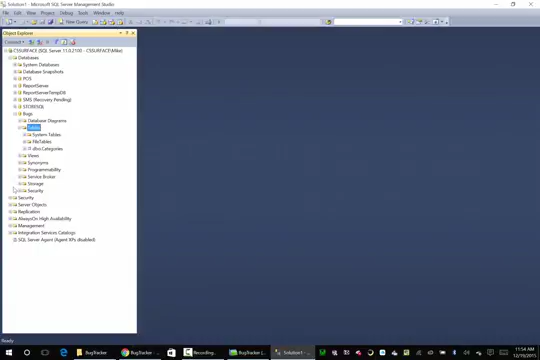 Solution1 - Microsoft SQL Server Management Studio
File Edit View Project Debug Tools Window Help
New Query
Object Explorer
Connect
CSSURFACE (SQL Server 11.0.2100 - CSSURFACE\Mike)
Databases
System Databases
Database Snapshots
POS
ReportServer
ReportServerTempDB
SMS (Recovery Pending)
STORESQL
Bugs
Database Diagrams
Tables
System Tables
FileTables
dbo.Categories
Views
Synonyms
Programmability
Service Broker
Storage
Security
Security
Server Objects
Replication
AlwaysOn High Availability
Management
Integration Services Catalogs
SQL Server Agent (Agent XPs disabled)
Ready
BugTracker
BugTracker -...
Recording...
BugTracker (...
Solution1 -...
11:54 AM
12/19/2015